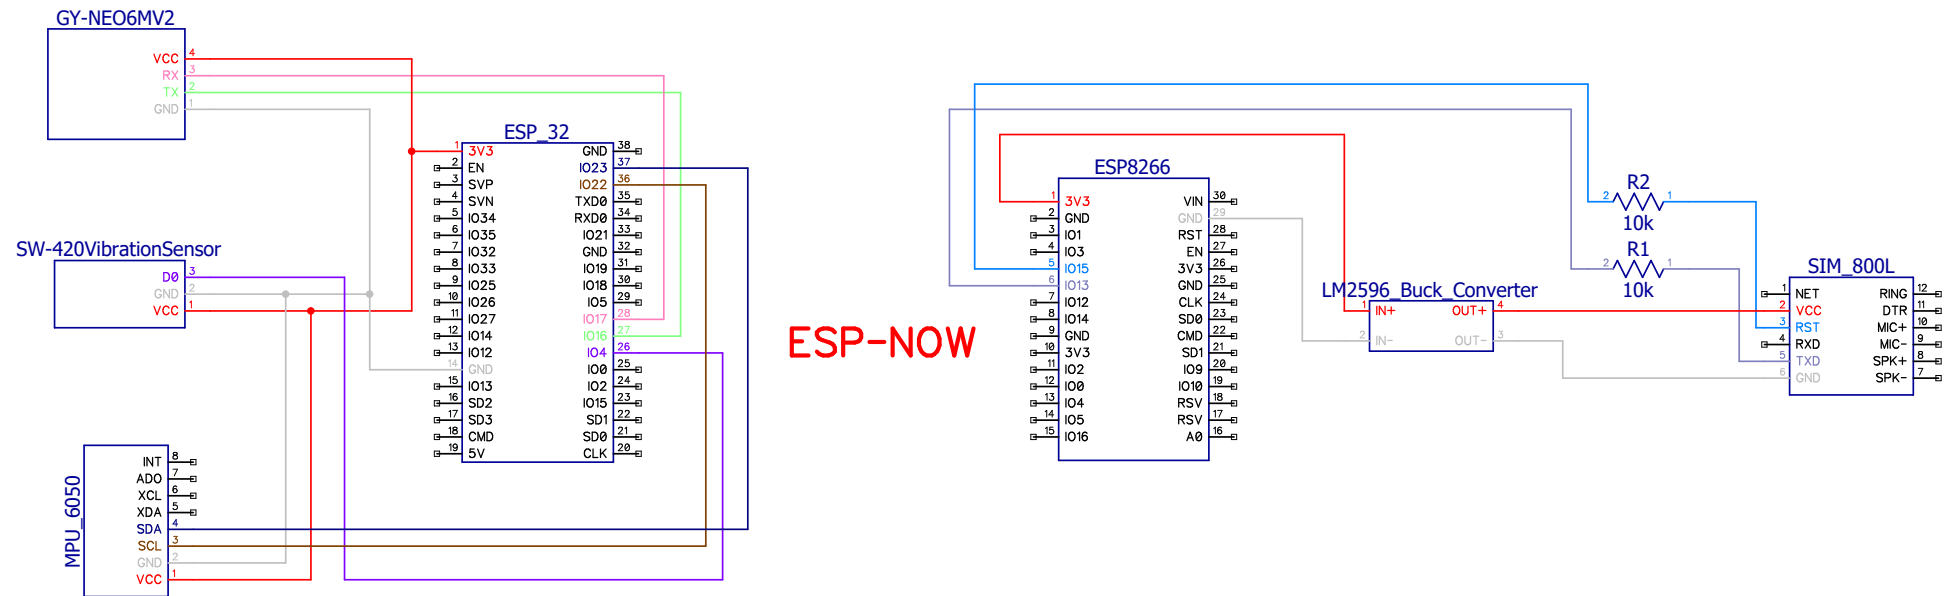 GY-NEO6MV2
VCC 4
RX 3
TX 2
GND 1
SW-420VibrationSensor
D0 3
GND 2
VCC 1
MPU_6050
INT 8
ADO 7
XCL 6
XDA 5
SDA 4
SCL 3
GND 2
VCC 1
ESP_32
1 3V3 GND 38
2 EN IO23 37
3 SVP IO22 36
4 SVN TXD0 35
5 IO34 RXD0 34
6 IO35 IO21 33
7 IO32 GND 32
8 IO33 IO19 31
9 IO25 IO18 30
10 IO26 IO5 29
11 IO27 IO17 28
12 IO14 IO16 27
13 IO12 IO4 26
14 GND IO0 25
15 IO13 IO2 24
16 SD2 IO15 23
17 SD3 SD1 22
18 CMD SD0 21
19 5V CLK 20
ESP-NOW
ESP8266
1 3V3 VIN 30
2 GND GND 29
3 IO1 RST 28
4 IO3 EN 27
5 IO15 3V3 26
6 IO13 GND 25
7 IO12 CLK 24
8 IO14 SD0 23
9 GND CMD 22
10 3V3 SD1 21
11 IO2 IO9 20
12 IO0 IO10 19
13 IO4 RSV 18
14 IO5 RSV 17
15 IO16 A0 16
R2
2 1
10k
R1
2 1
10k
LM2596_Buck_Converter
1 IN+ OUT+ 4
2 IN- OUT- 3
SIM_800L
1 NET RING 12
2 VCC DTR 11
3 RST MIC+ 10
4 RXD MIC- 9
5 TXD SPK+ 8
6 GND SPK- 7